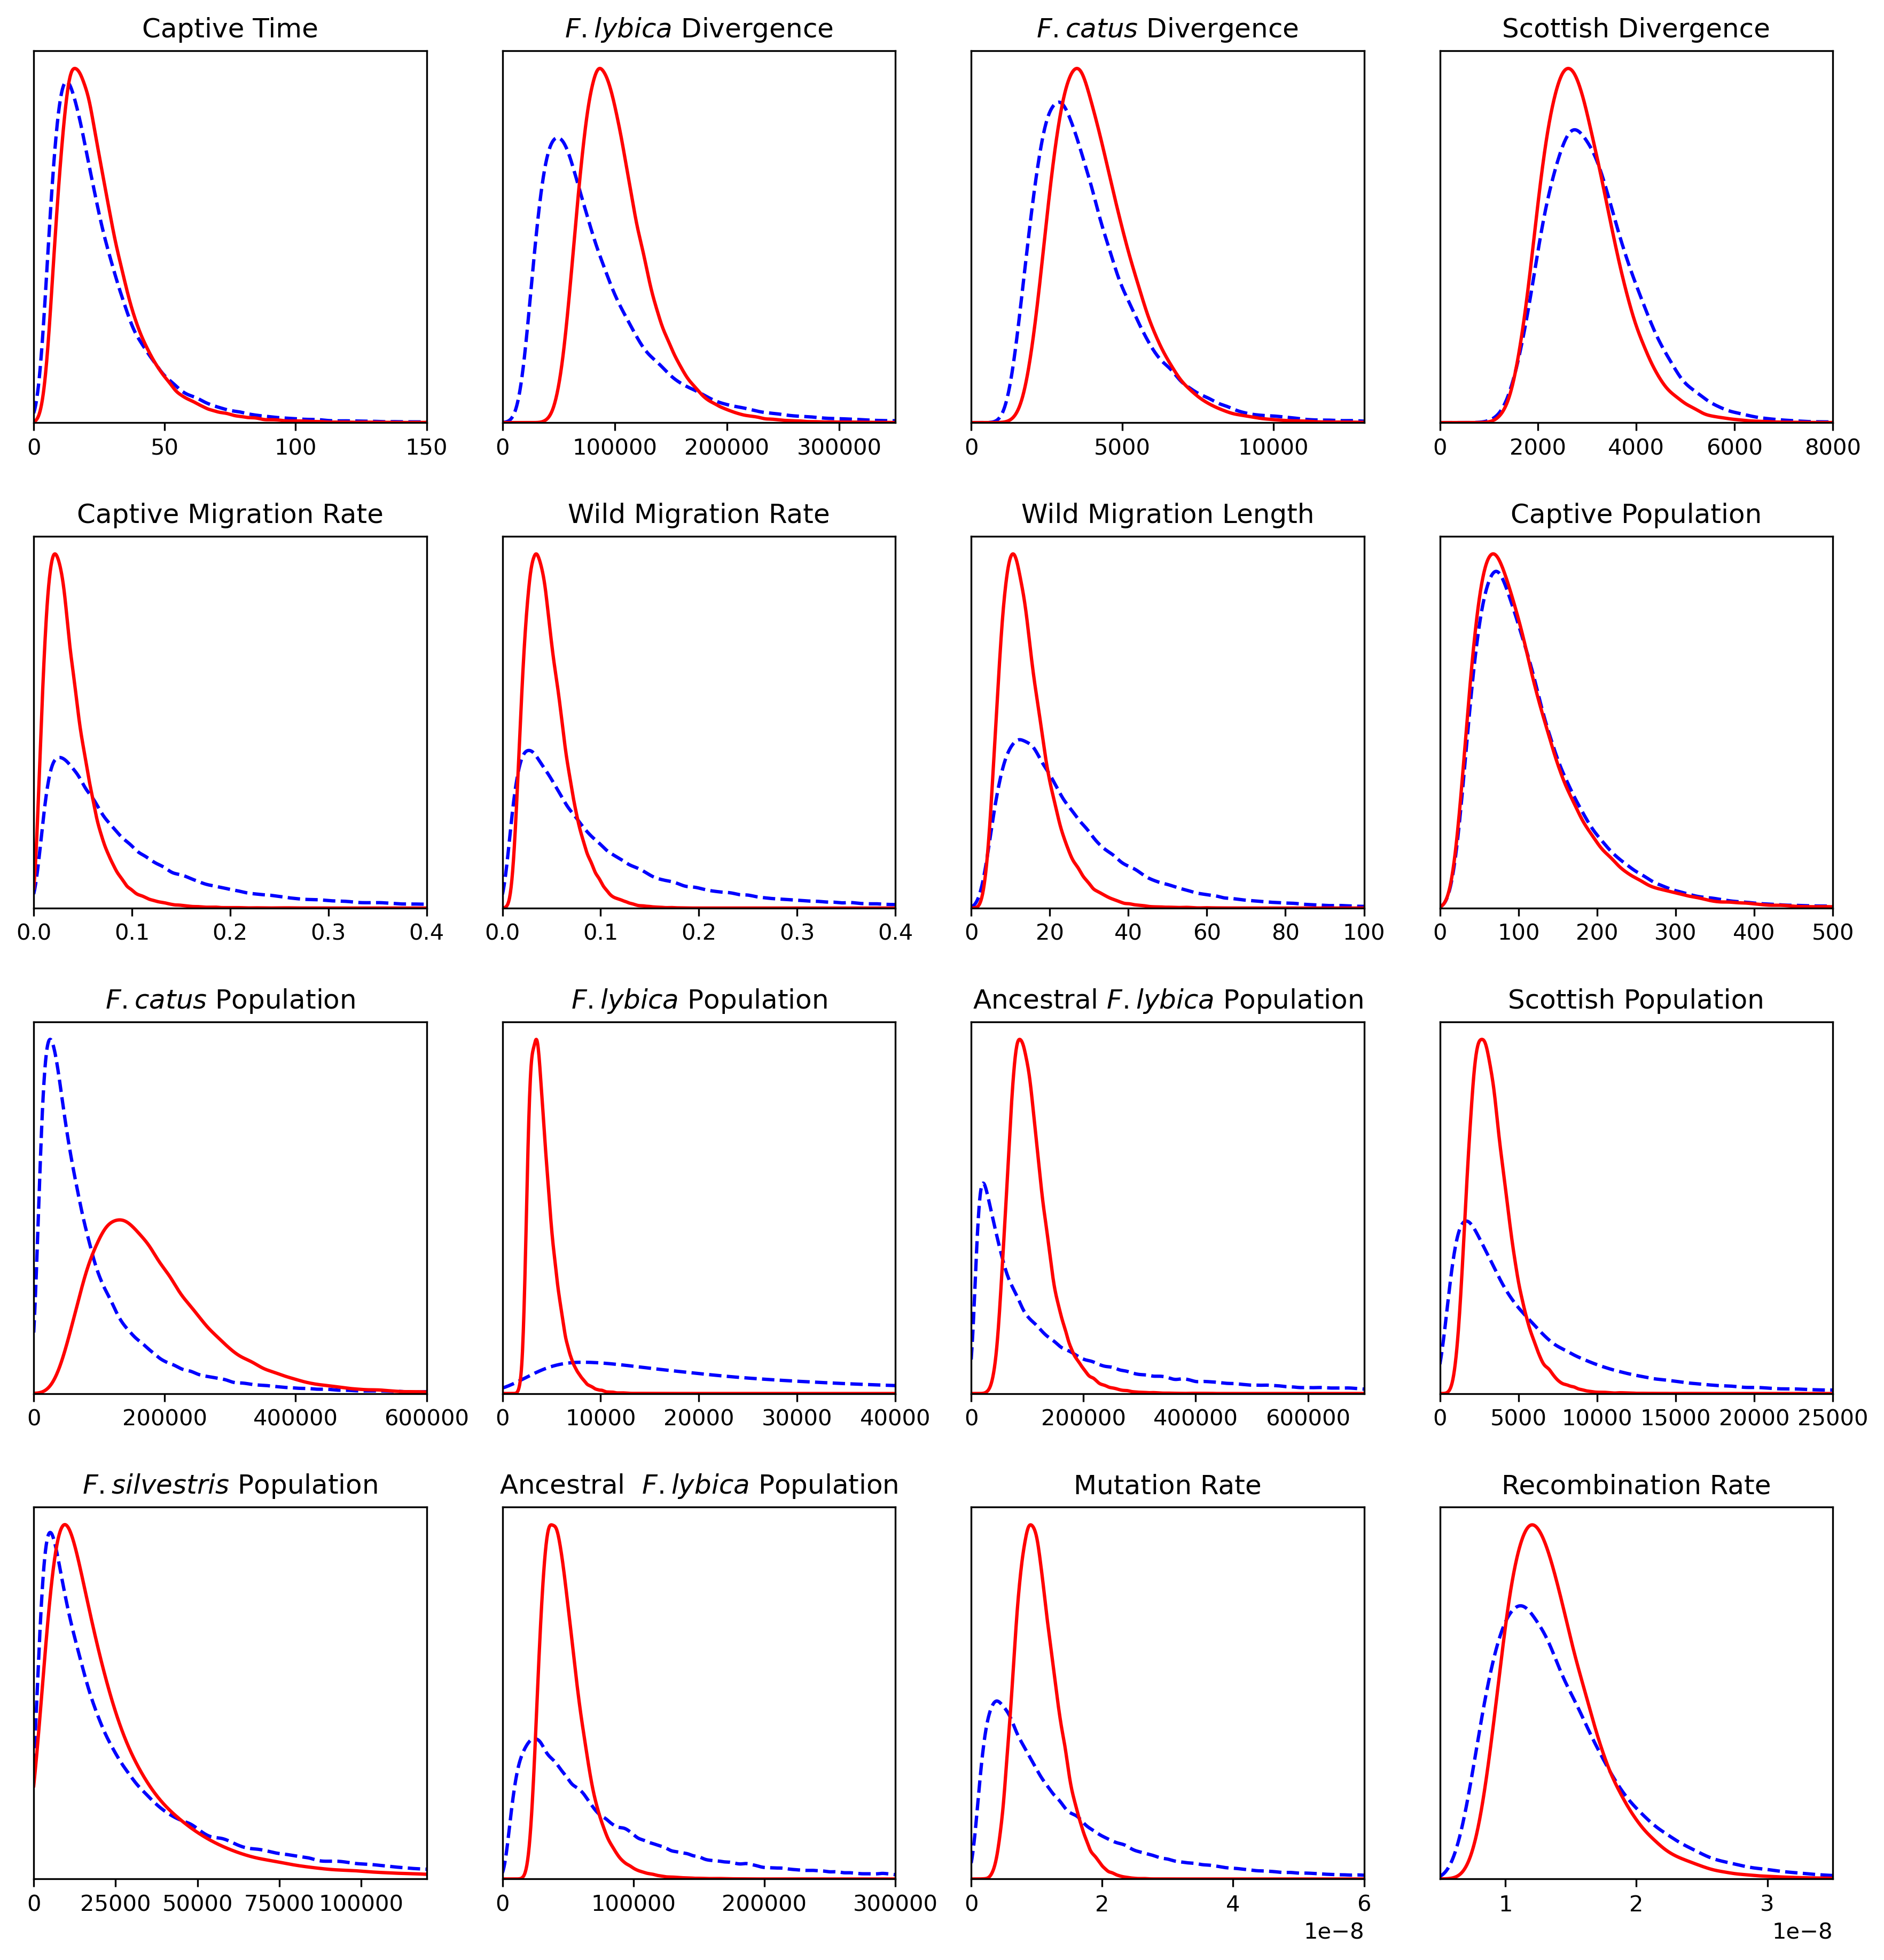 Captive Time F. lybica Divergence F. catus Divergence Scottish Divergence
0 50 100 150 0 100000 200000 300000 0 5000 10000 0 2000 4000 6000 8000
Captive Migration Rate Wild Migration Rate Wild Migration Length Captive Population
0.0 0.1 0.2 0.3 0.4 0.0 0.1 0.2 0.3 0.4 0 20 40 60 80 100 0 100 200 300 400 500
F. catus Population F. lybica Population Ancestral F. lybica Population Scottish Population
0 200000 400000 600000 0 10000 20000 30000 40000 0 200000 400000 600000 0 5000 10000 15000 20000 25000
F. silvestris Population Ancestral F. lybica Population Mutation Rate Recombination Rate
0 25000 50000 75000 100000 0 100000 200000 300000 0 2 4 6 1 2 3
1e−8 1e−8